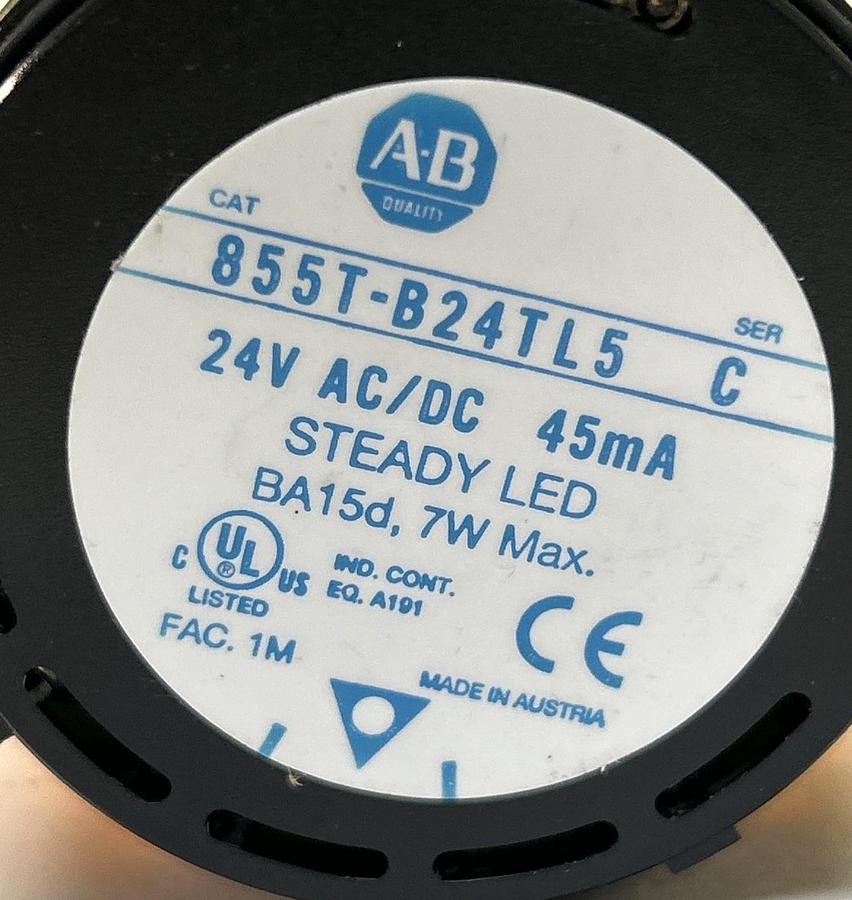 A-B
QUALITY
CAT
SER
855T-B24TL5 C
24V AC/DC 45mA
STEADY LED
BA15d, 7W Max.
C UL ® US
LISTED
IND. CONT.
EQ. A191
CE
FAC. 1M
MADE IN AUSTRIA